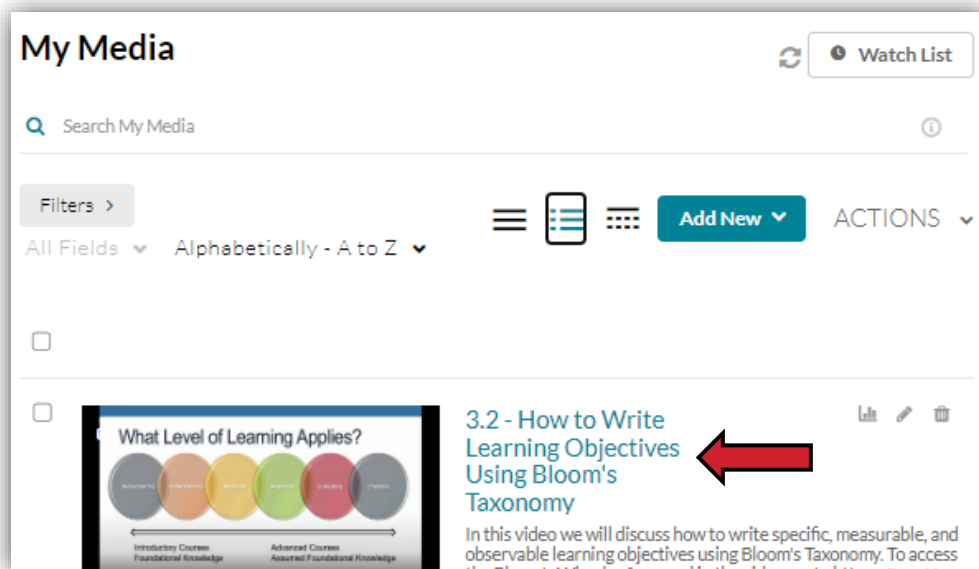 My Media
Watch List
Search My Media
Filters >
All Fields
Alphabetically - A to Z
Add New
ACTIONS
What Level of Learning Applies?
Introductory Courses
Foundational Knowledge
Advanced Courses
Assumed Foundational Knowledge
3.2 - How to Write
Learning Objectives
Using Bloom's
Taxonomy
In this video we will discuss how to write specific, measurable, and
observable learning objectives using Bloom's Taxonomy. To access